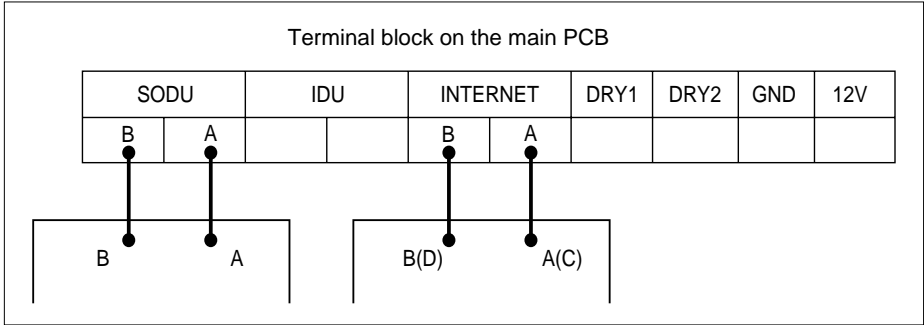 Terminal block on the main PCB
SODU IDU INTERNET DRY1 DRY2 GND 12V
B A B A
B A B(D) A(C)